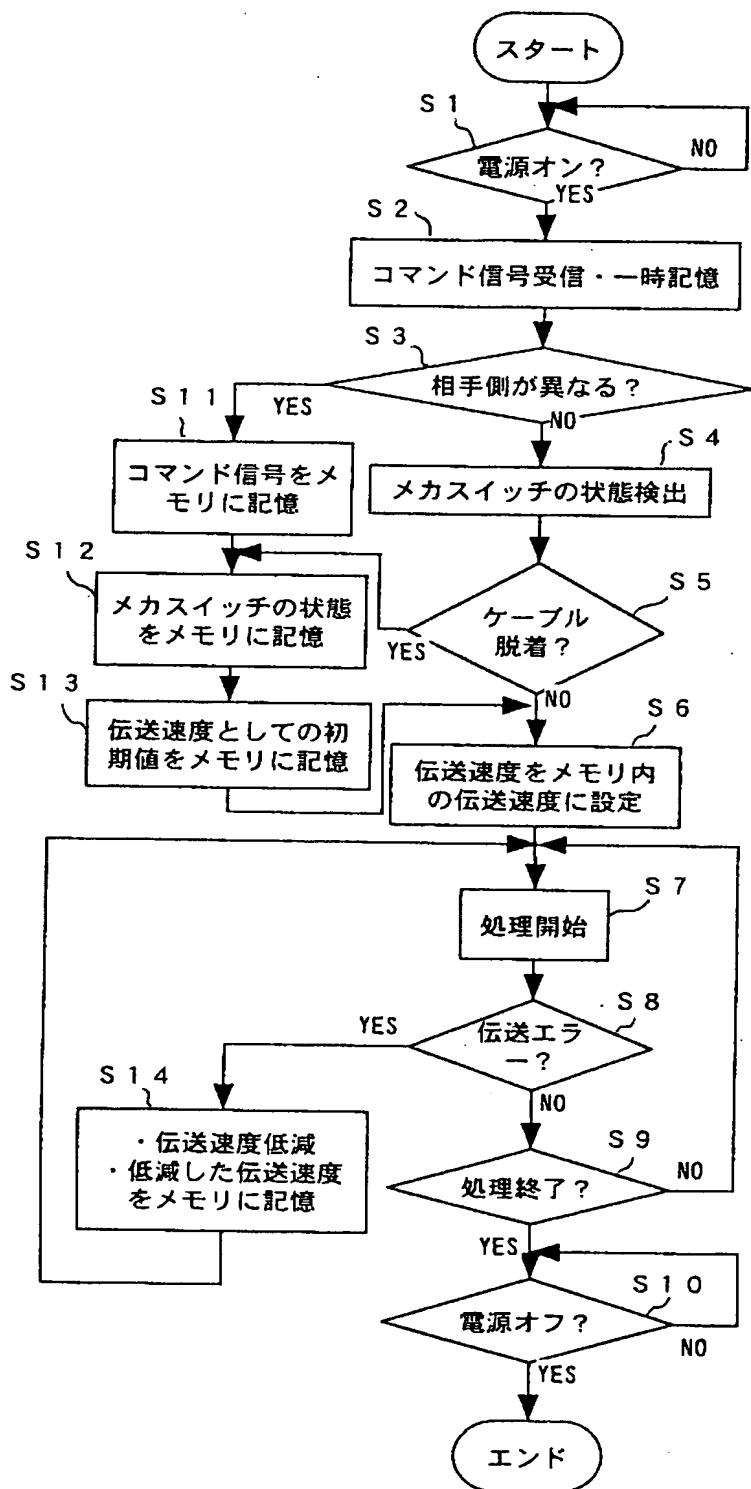 スタート
S1
電源オン?
NO
YES
S2
コマンド信号受信・一時記憶
S3
相手側が異なる?
YES
NO
S11
コマンド信号をメ
モリに記憶
S4
メカスイッチの状態検出
S12
メカスイッチの状態
をメモリに記憶
S5
ケーブル
脱着?
YES
NO
S13
伝送速度としての初
期値をメモリに記憶
S6
伝送速度をメモリ内
の伝送速度に設定
S7
処理開始
S8
伝送エラ
ー?
YES
NO
S14
・伝送速度低減
・低減した伝送速度
をメモリに記憶
S9
処理終了?
NO
YES
S10
電源オフ?
NO
YES
エンド